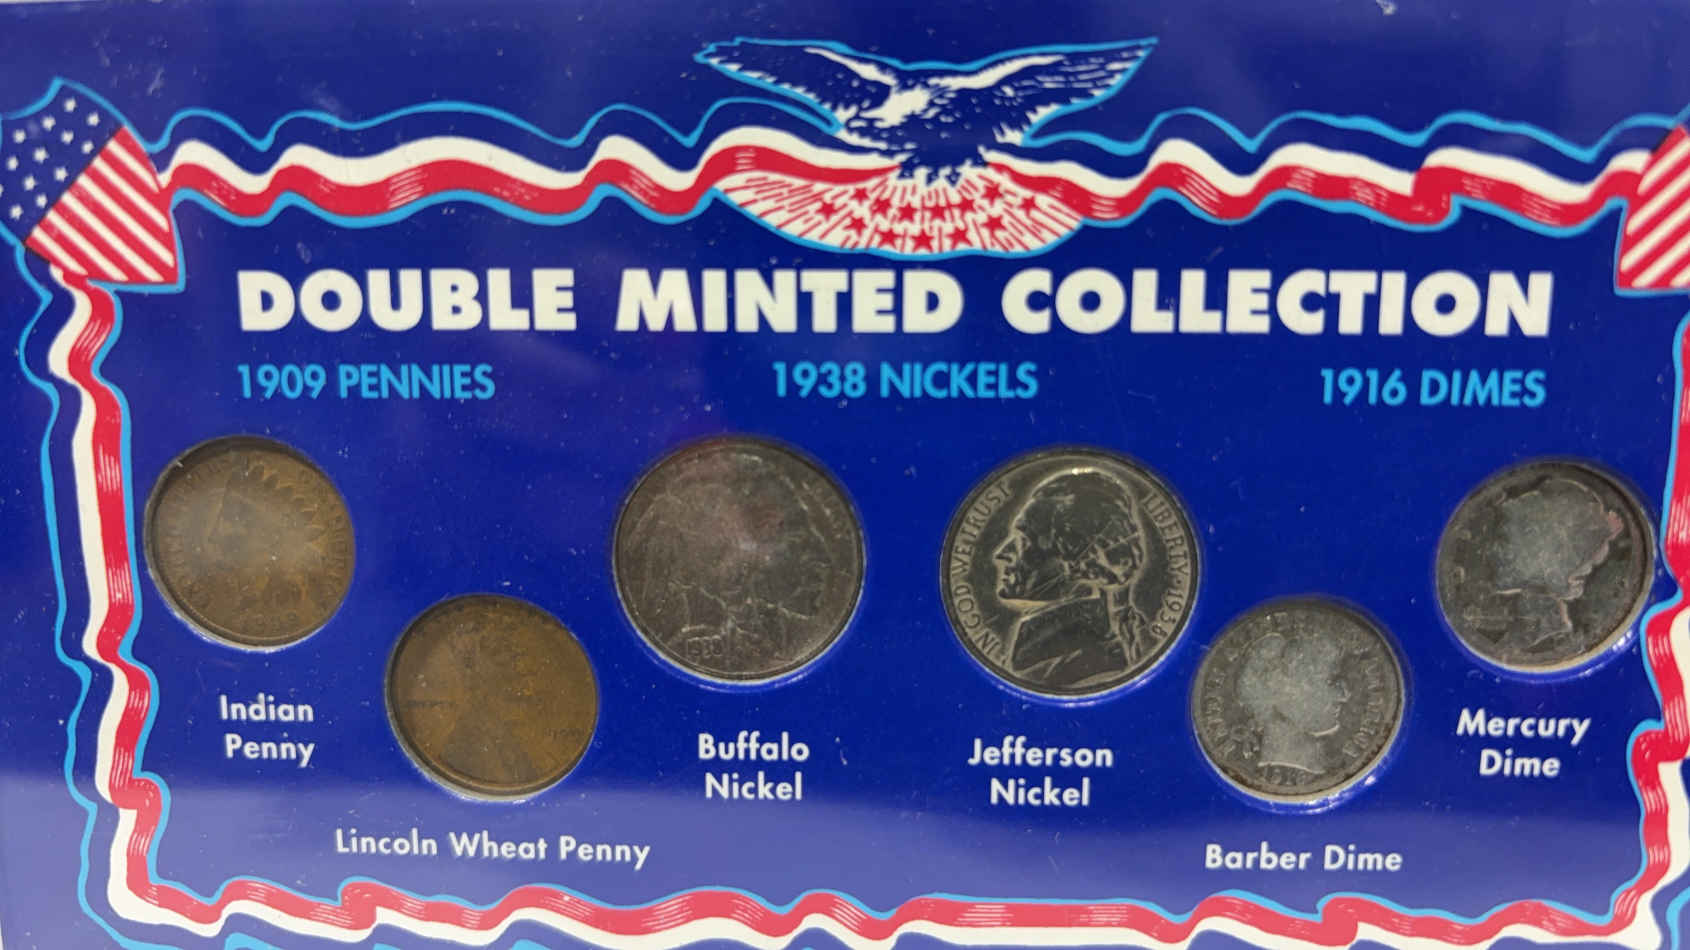 DOUBLE MINTED COLLECTION
1909 PENNIES
1938 NICKELS
1916 DIMES
IN GOD WE TRUST
LIBERTY 1938
1938
Indian
Penny
Lincoln Wheat Penny
Buffalo
Nickel
Jefferson
Nickel
Barber Dime
Mercury
Dime